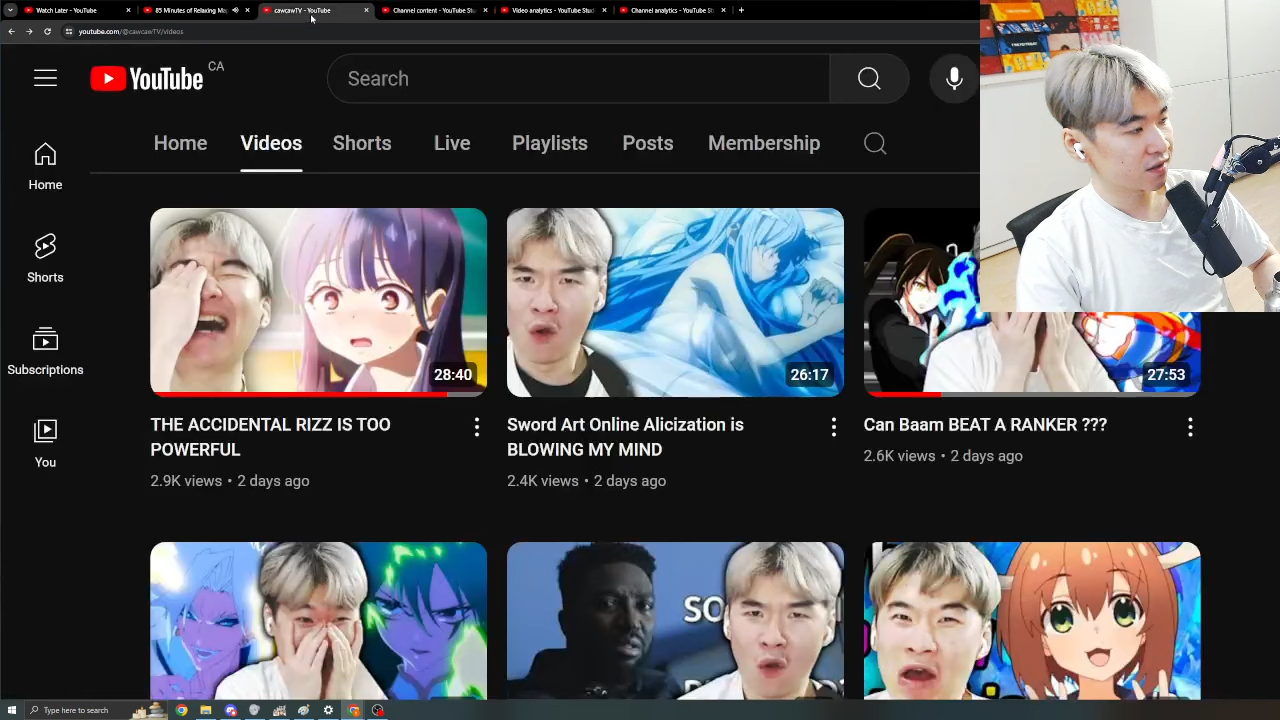 Watch Later - YouTube
85 Minutes of Relaxing Ma
cawcawTV - YouTube
Channel content - YouTube Stu
Video analytics - YouTube Stud
Channel analytics - YouTube St
youtube.com/@cawcawTV/videos
YouTube CA
Search
Home
Videos
Shorts
Live
Playlists
Posts
Membership
Home
Shorts
Subscriptions
You
28:40
THE ACCIDENTAL RIZZ IS TOO
POWERFUL
2.9K views • 2 days ago
26:17
Sword Art Online Alicization is
BLOWING MY MIND
2.4K views • 2 days ago
27:53
Can Baam BEAT A RANKER ???
2.6K views • 2 days ago
SO
Type here to search